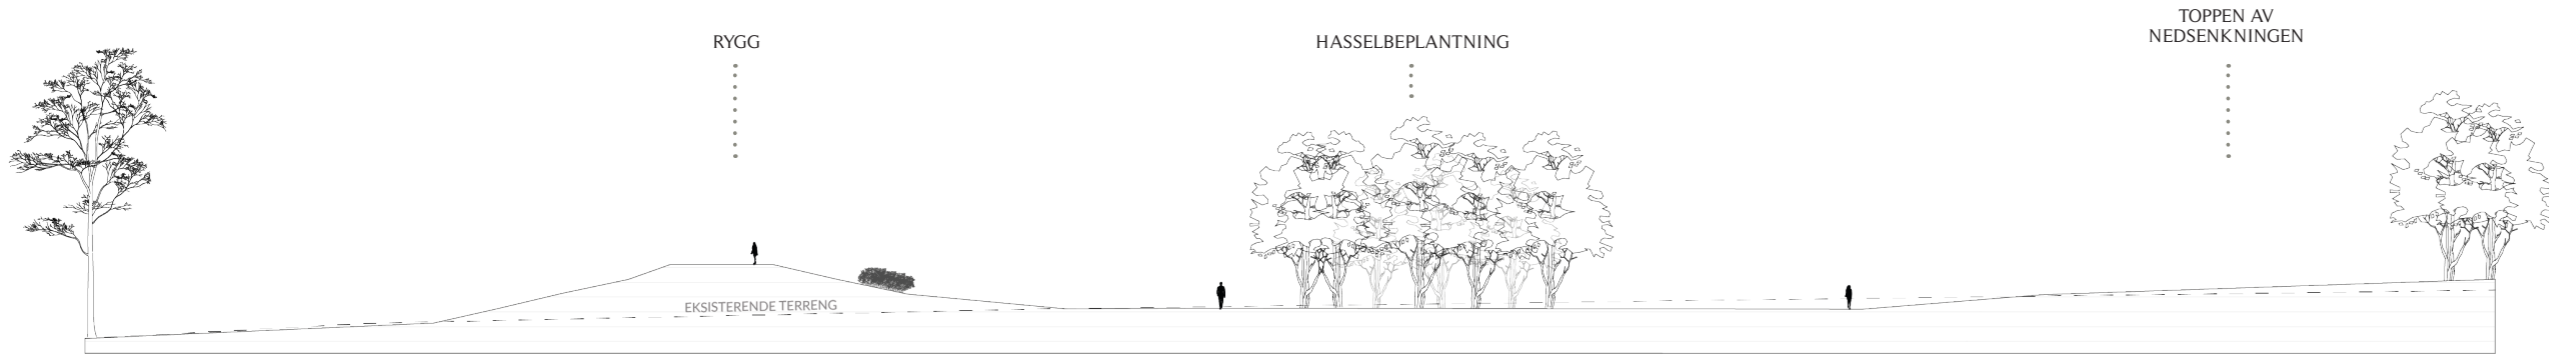 RYGG
HASSELBEPLANTNING
TOPPEN AV
NEDSENKNINGEN
EKSISTERENDE TERRENG